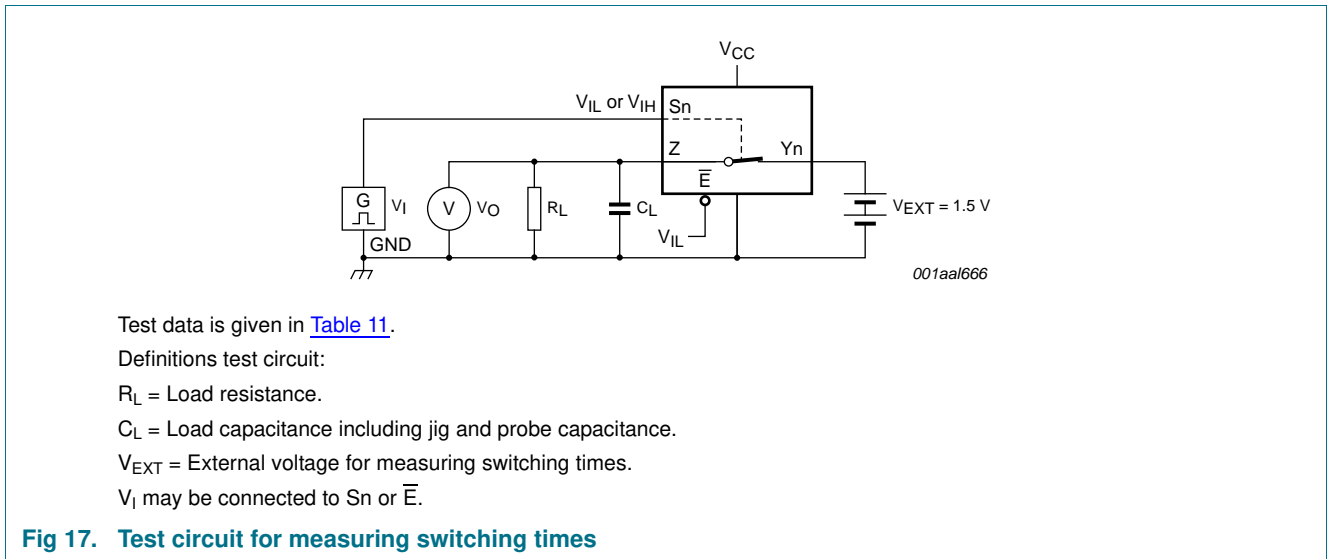 VCC
VIL or VIH Sn
Z Yn
E̅
G VI V VO RL CL VEXT = 1.5 V
VIL
GND
001aal666
Test data is given in Table 11.
Definitions test circuit:
RL = Load resistance.
CL = Load capacitance including jig and probe capacitance.
VEXT = External voltage for measuring switching times.
VI may be connected to Sn or E̅.
Fig 17. Test circuit for measuring switching times